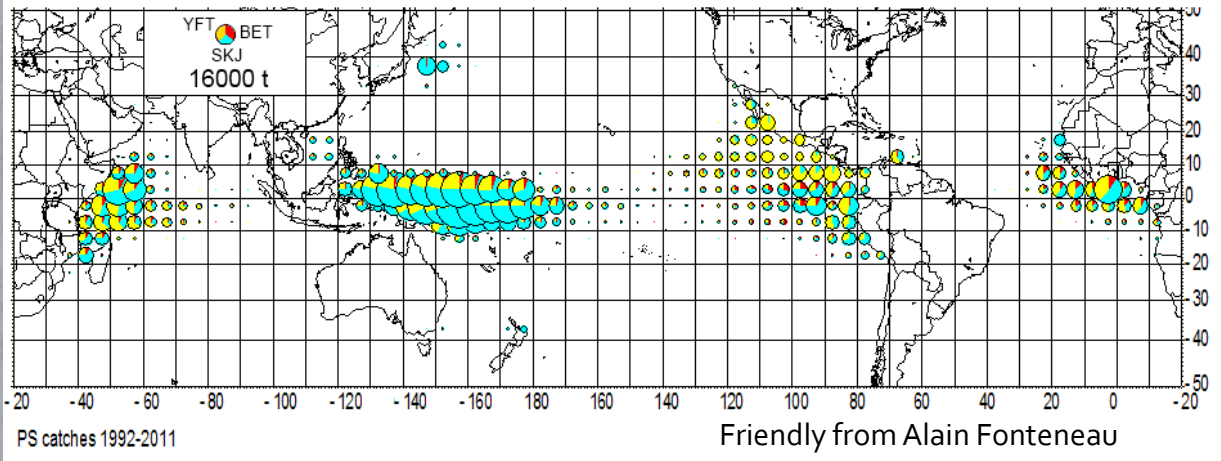 YFT BET
SKJ
16000 t
50
40
30
20
10
0
-10
-20
-30
-40
-50
-20 -40 -60 -80 -100 -120 -140 -160 -180 160 140 120 100 80 60 40 20 0 -20
PS catches 1992-2011
Friendly from Alain Fonteneau